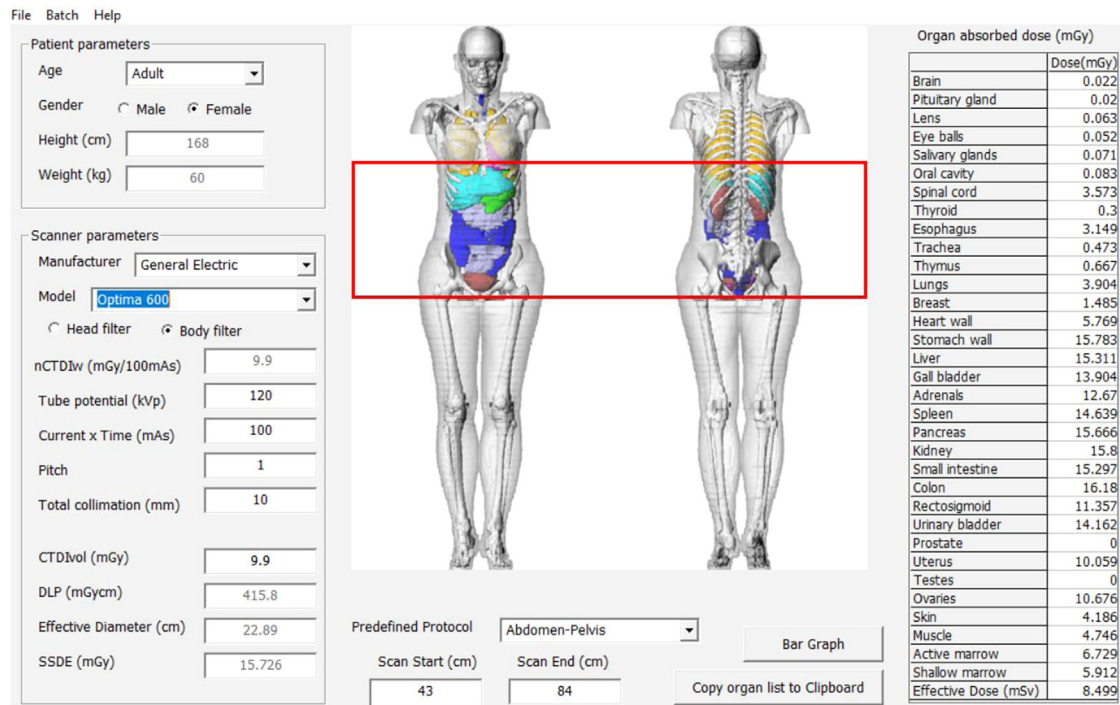 File Batch Help
Patient parameters
Age Adult
Gender Male Female
Height (cm) 168
Weight (kg) 60
Scanner parameters
Manufacturer General Electric
Model Optima 600
Head filter Body filter
nCTDIw (mGy/100mAs) 9.9
Tube potential (kVp) 120
Current x Time (mAs) 100
Pitch 1
Total collimation (mm) 10
CTDIvol (mGy) 9.9
DLP (mGycm) 415.8
Effective Diameter (cm) 22.89
SSDE (mGy) 15.726
Predefined Protocol Abdomen-Pelvis
Scan Start (cm) Scan End (cm)
43 84
Bar Graph
Copy organ list to Clipboard
Organ absorbed dose (mGy)
Dose(mGy)
Brain 0.022
Pituitary gland 0.02
Lens 0.063
Eye balls 0.052
Salivary glands 0.071
Oral cavity 0.083
Spinal cord 3.573
Thyroid 0.3
Esophagus 3.149
Trachea 0.473
Thymus 0.667
Lungs 3.904
Breast 1.485
Heart wall 5.769
Stomach wall 15.783
Liver 15.311
Gall bladder 13.904
Adrenals 12.67
Spleen 14.639
Pancreas 15.666
Kidney 15.8
Small intestine 15.297
Colon 16.18
Rectosigmoid 11.357
Urinary bladder 14.162
Prostate 0
Uterus 10.059
Testes 0
Ovaries 10.676
Skin 4.186
Muscle 4.746
Active marrow 6.729
Shallow marrow 5.912
Effective Dose (mSv) 8.499